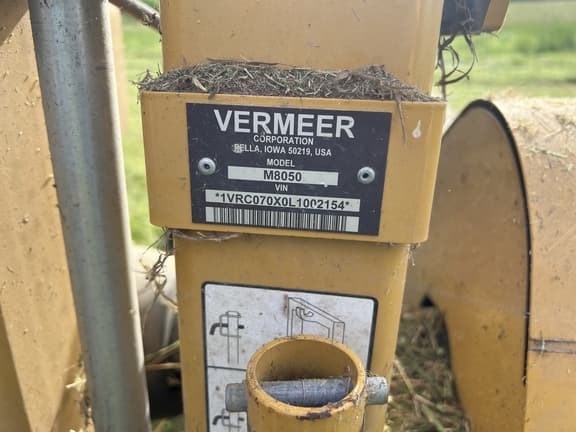 VERMEER
CORPORATION
PELLA, IOWA 50219, USA
MODEL
M8050
VIN
*1VRC070X0L1002154*